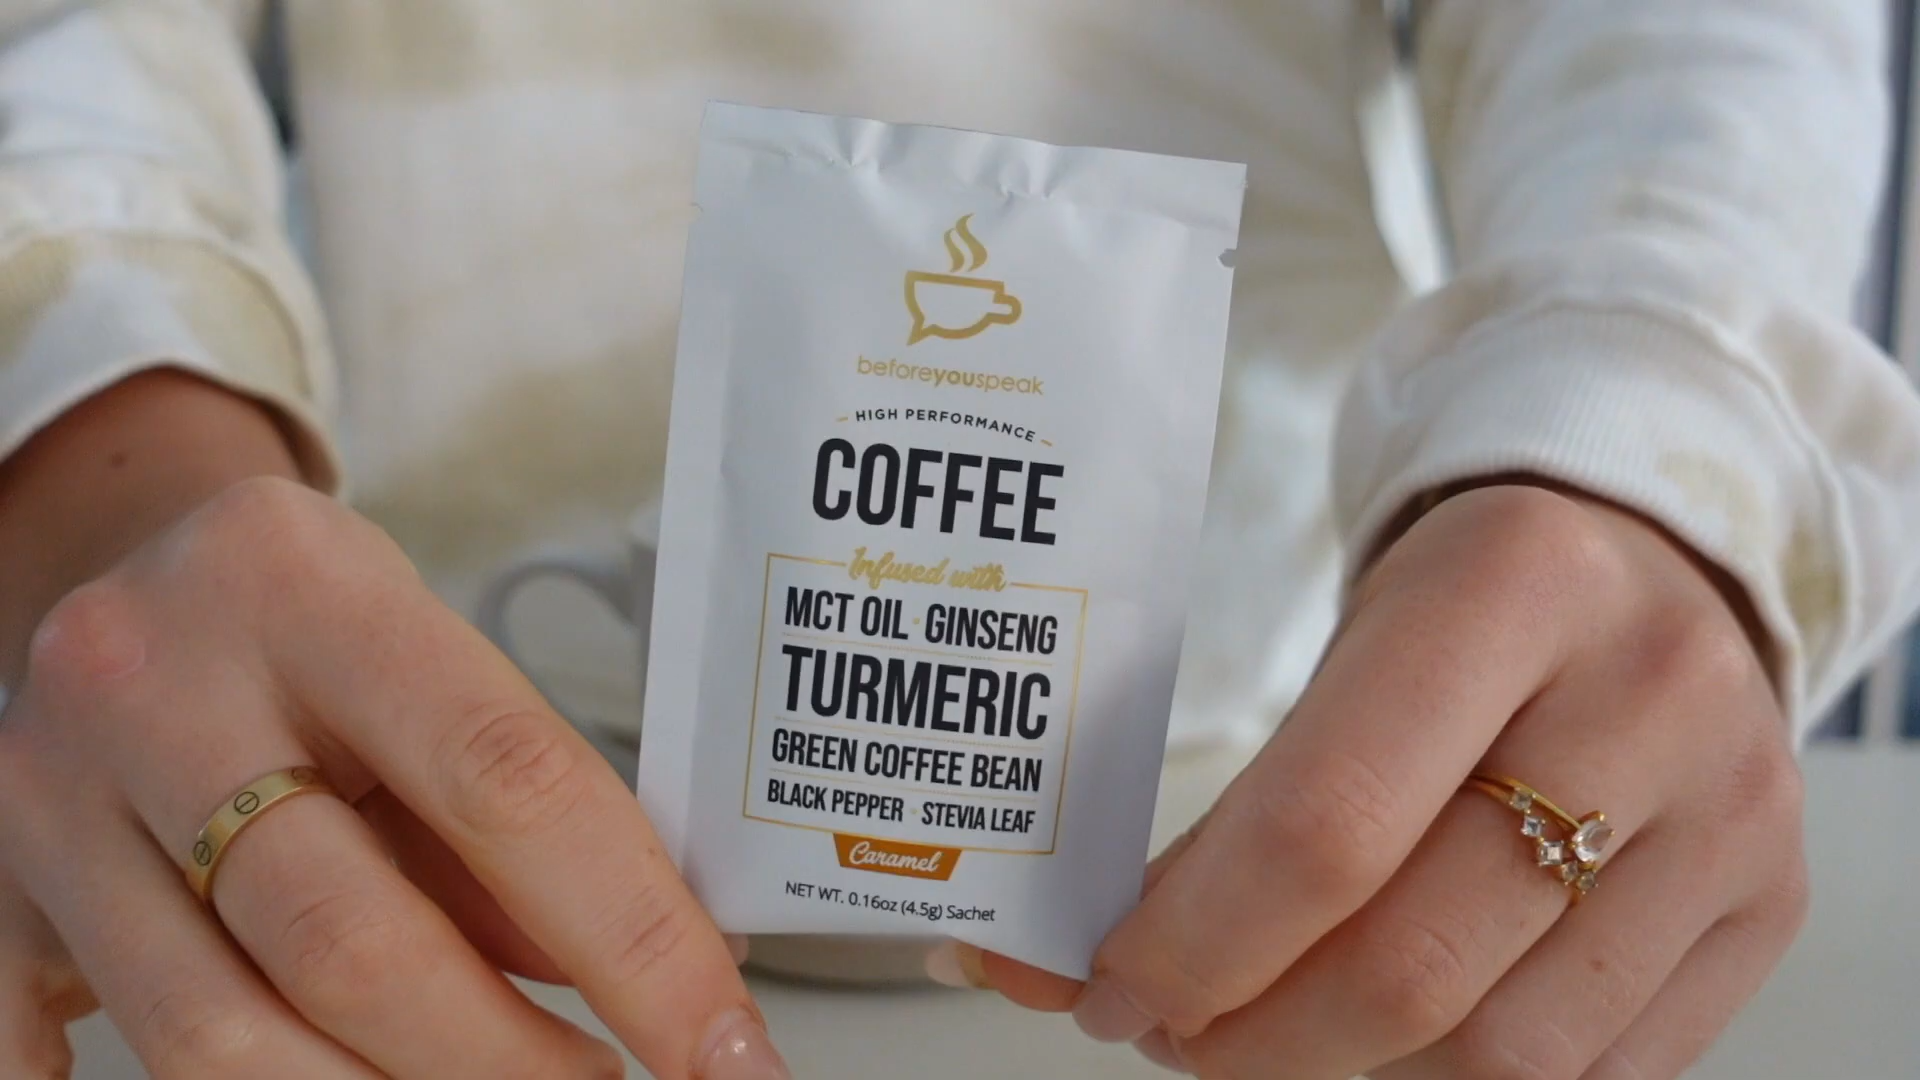 beforeyouspeak
HIGH PERFORMANCE
COFFEE
Infused with
MCT OIL · GINSENG
TURMERIC
GREEN COFFEE BEAN
BLACK PEPPER · STEVIA LEAF
Caramel
NET WT. 0.16oz (4.5g) Sachet